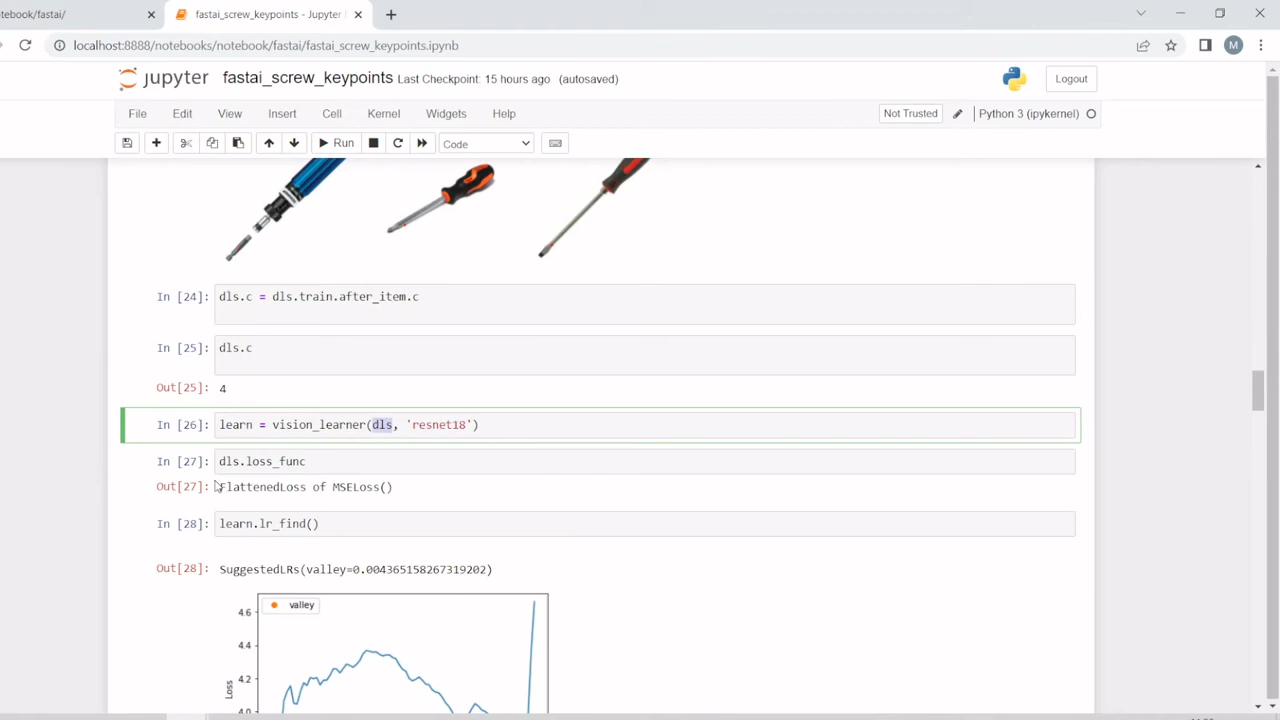 notebook/fastai/
fastai_screw_keypoints - Jupyter
localhost:8888/notebooks/notebook/fastai/fastai_screw_keypoints.ipynb
M
jupyter fastai_screw_keypoints Last Checkpoint: 15 hours ago (autosaved)
Logout
File Edit View Insert Cell Kernel Widgets Help
Not Trusted
Python 3 (ipykernel)
Run
Code
In [24]: dls.c = dls.train.after_item.c
In [25]: dls.c
Out[25]: 4
In [26]: learn = vision_learner(dls, 'resnet18')
In [27]: dls.loss_func
Out[27]: FlattenedLoss of MSELoss()
In [28]: learn.lr_find()
Out[28]: SuggestedLRs(valley=0.004365158267319202)
valley
4.6
4.4
4.2
4.0
Loss